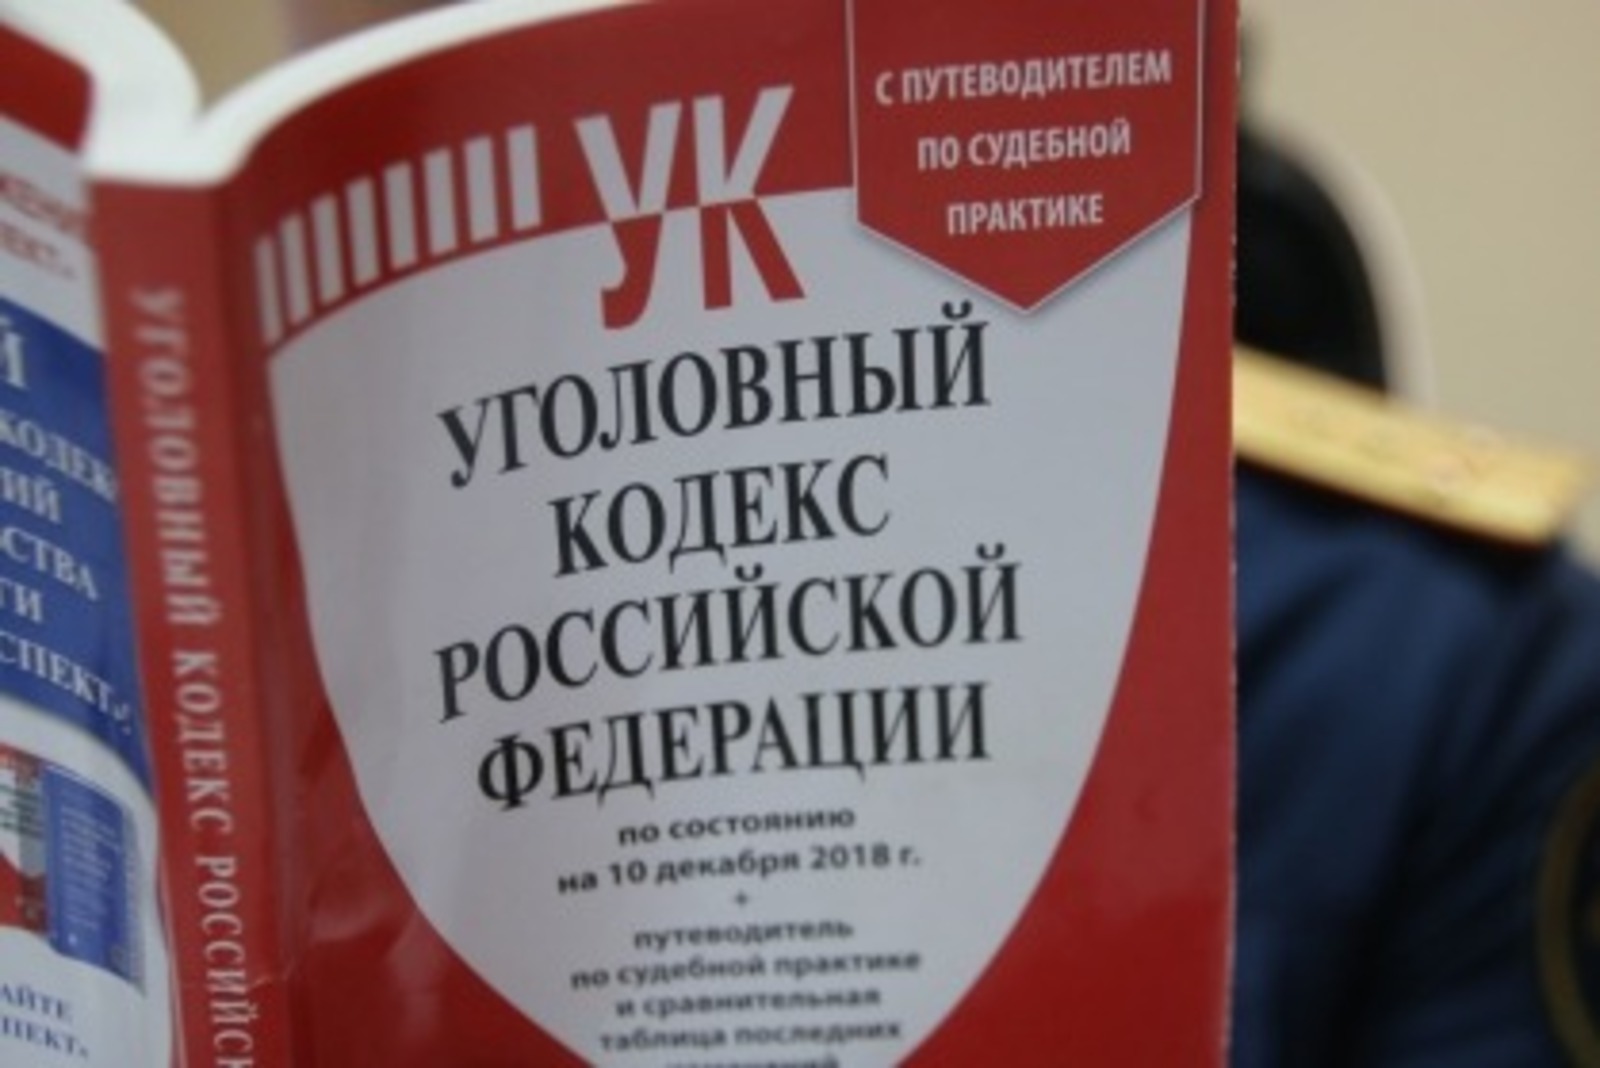 УК
С ПУТЕВОДИТЕЛЕМ
ПО СУДЕБНОЙ
ПРАКТИКЕ
УГОЛОВНЫЙ
КОДЕКС
РОССИЙСКОЙ
ФЕДЕРАЦИИ
по состоянию
на 10 декабря 2018 г.
+
путеводитель
по судебной практике
и сравнительная
таблица последних
УГОЛОВНЫЙ КОДЕКС РОССИЙСК